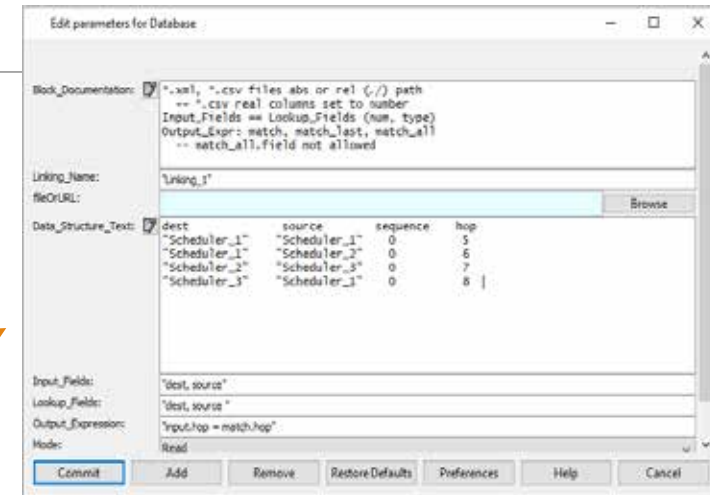 Edit parameters for Database
Block_Documentation:
*.xml, *.csv files abs or rel (./) path
-- *.csv real columns set to number
Input_Fields == Lookup_Fields (num, type)
Output_Expr: match, match_last, match_all
-- match_all.field not allowed
Linking_Name: "Linking_1"
fileOrURL: Browse
Data_Structure_Text:
dest source sequence hop
"Scheduler_1" "Scheduler_1" 0 5
"Scheduler_1" "Scheduler_2" 0 6
"Scheduler_2" "Scheduler_3" 0 7
"Scheduler_3" "Scheduler_1" 0 8
Input_Fields: "dest, source"
Lookup_Fields: "dest, source "
Output_Expression: "input.hop = match.hop"
Mode: Read
Commit Add Remove Restore Defaults Preferences Help Cancel